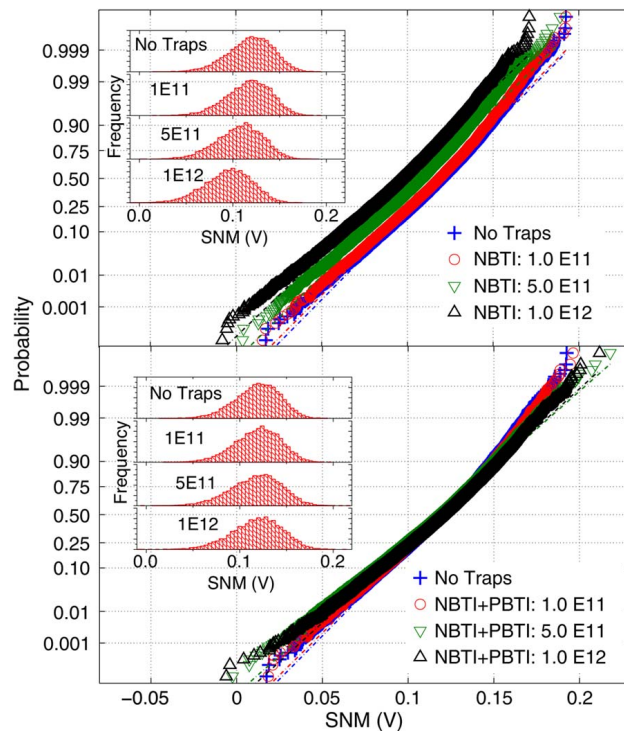 0.999
0.99
0.90
0.75
0.50
0.25
0.10
0.01
0.001
Frequency
No Traps
1E11
5E11
1E12
0.0 0.1 0.2
SNM (V)
No Traps
NBTI: 1.0 E11
NBTI: 5.0 E11
NBTI: 1.0 E12
Probability
0.999
0.99
0.90
0.75
0.50
0.25
0.10
0.01
0.001
Frequency
No Traps
1E11
5E11
1E12
0.0 0.1 0.2
SNM (V)
No Traps
NBTI+PBTI: 1.0 E11
NBTI+PBTI: 5.0 E11
NBTI+PBTI: 1.0 E12
−0.05 0 0.05 0.1 0.15 0.2
SNM (V)